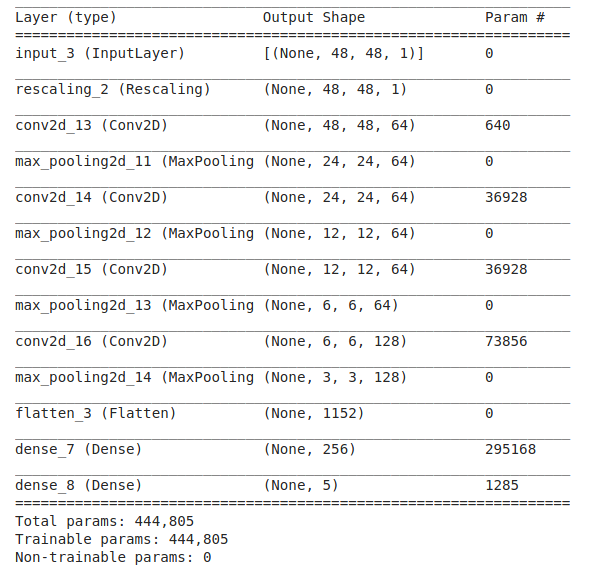 Layer (type) Output Shape Param #
input_3 (InputLayer) [(None, 48, 48, 1)] 0
rescaling_2 (Rescaling) (None, 48, 48, 1) 0
conv2d_13 (Conv2D) (None, 48, 48, 64) 640
max_pooling2d_11 (MaxPooling (None, 24, 24, 64) 0
conv2d_14 (Conv2D) (None, 24, 24, 64) 36928
max_pooling2d_12 (MaxPooling (None, 12, 12, 64) 0
conv2d_15 (Conv2D) (None, 12, 12, 64) 36928
max_pooling2d_13 (MaxPooling (None, 6, 6, 64) 0
conv2d_16 (Conv2D) (None, 6, 6, 128) 73856
max_pooling2d_14 (MaxPooling (None, 3, 3, 128) 0
flatten_3 (Flatten) (None, 1152) 0
dense_7 (Dense) (None, 256) 295168
dense_8 (Dense) (None, 5) 1285
Total params: 444,805
Trainable params: 444,805
Non-trainable params: 0